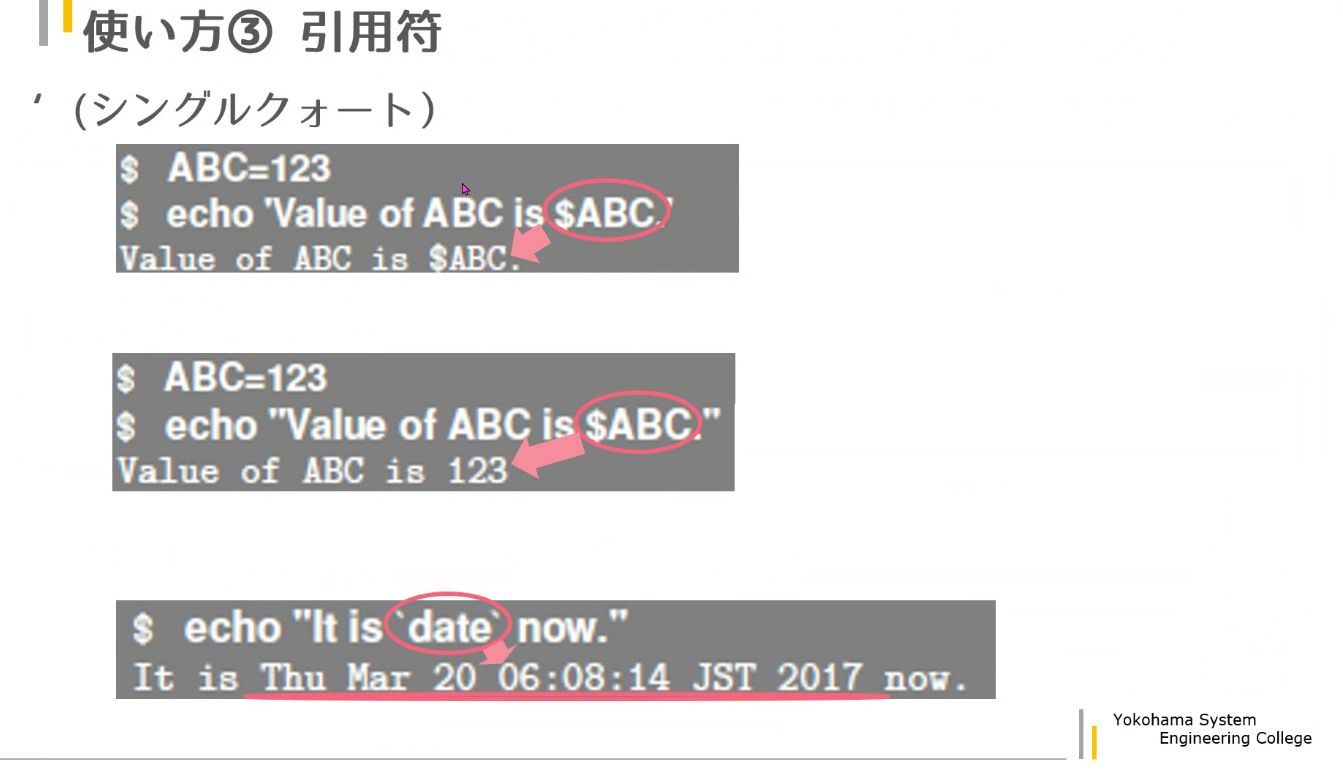 使い方③ 引用符
‘ (シングルクォート）
$ ABC=123
$ echo 'Value of ABC is $ABC.'
Value of ABC is $ABC.
$ ABC=123
$ echo "Value of ABC is $ABC."
Value of ABC is 123
$ echo "It is `date` now."
It is Thu Mar 20 06:08:14 JST 2017 now.
Yokohama System
Engineering College